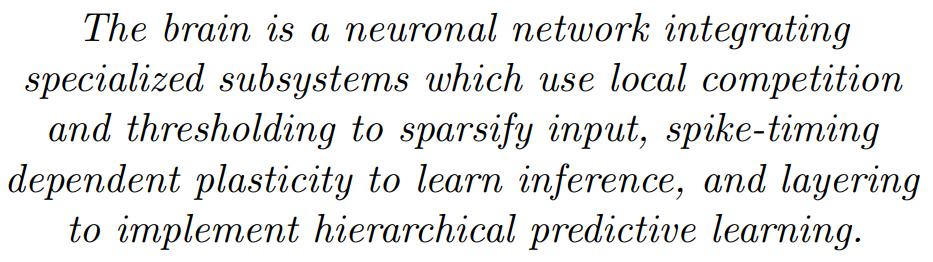 The brain is a neuronal network integrating
specialized subsystems which use local competition
and thresholding to sparsify input, spike-timing
dependent plasticity to learn inference, and layering
to implement hierarchical predictive learning.